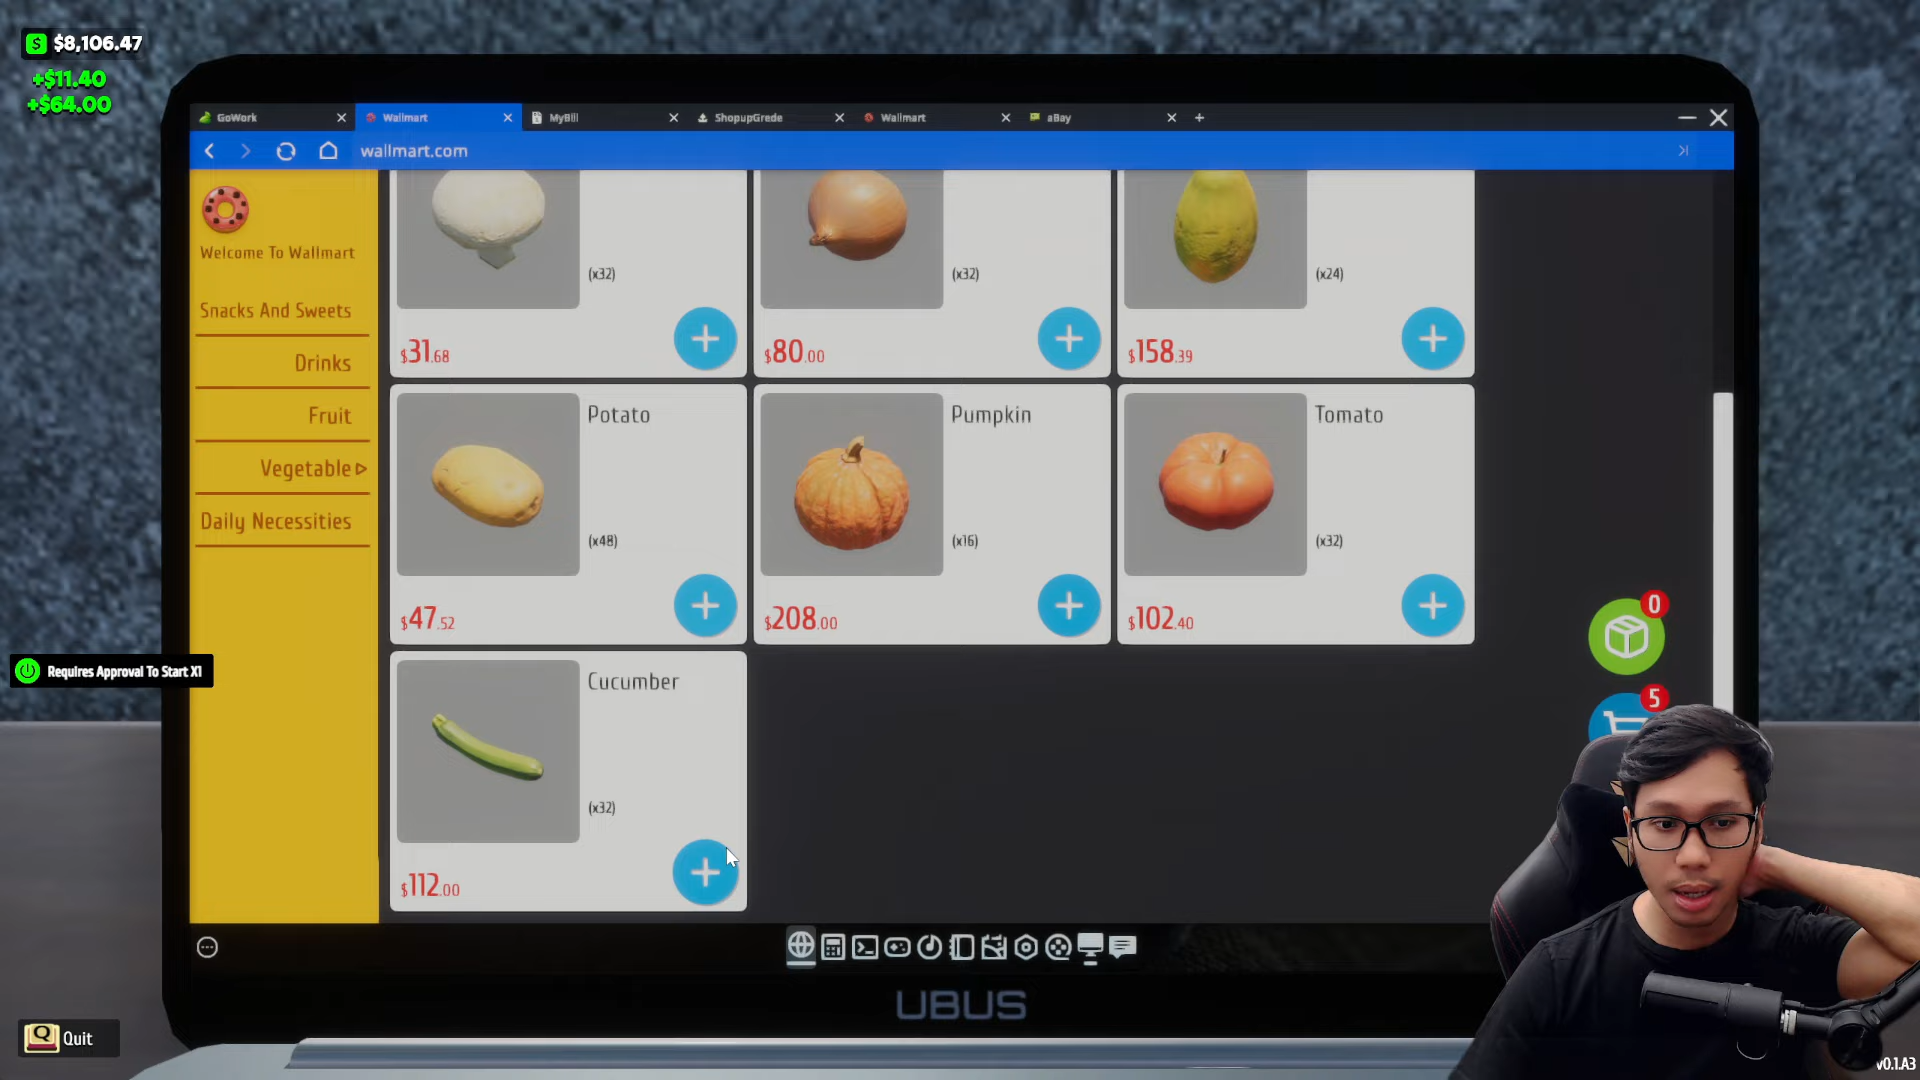 $8,106.47
+$11.40
+$64.00
GoWork
Wallmart
MyBill
ShopupGrede
Wallmart
aBay
wallmart.com
Welcome To Wallmart
Snacks And Sweets
Drinks
Fruit
Vegetable
Daily Necessities
(x32)
$31.68
(x32)
$80.00
(x24)
$158.39
Potato
(x48)
$47.52
Pumpkin
(x16)
$208.00
Tomato
(x32)
$102.40
Cucumber
(x32)
$112.00
0
5
Requires Approval To Start X1
UBUS
Q Quit
V0.1.A3